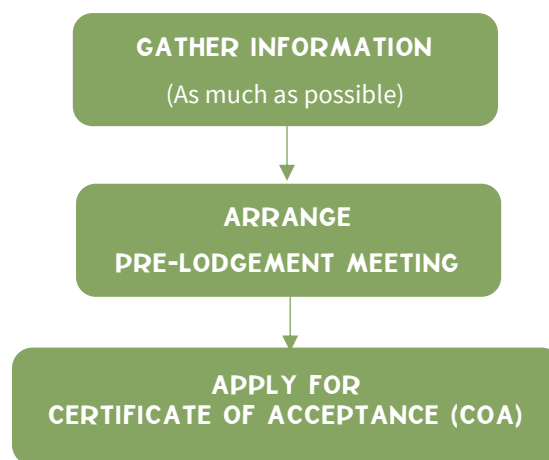 GATHER INFORMATION
(As much as possible)
ARRANGE
PRE-LODGEMENT MEETING
APPLY FOR
CERTIFICATE OF ACCEPTANCE (COA)